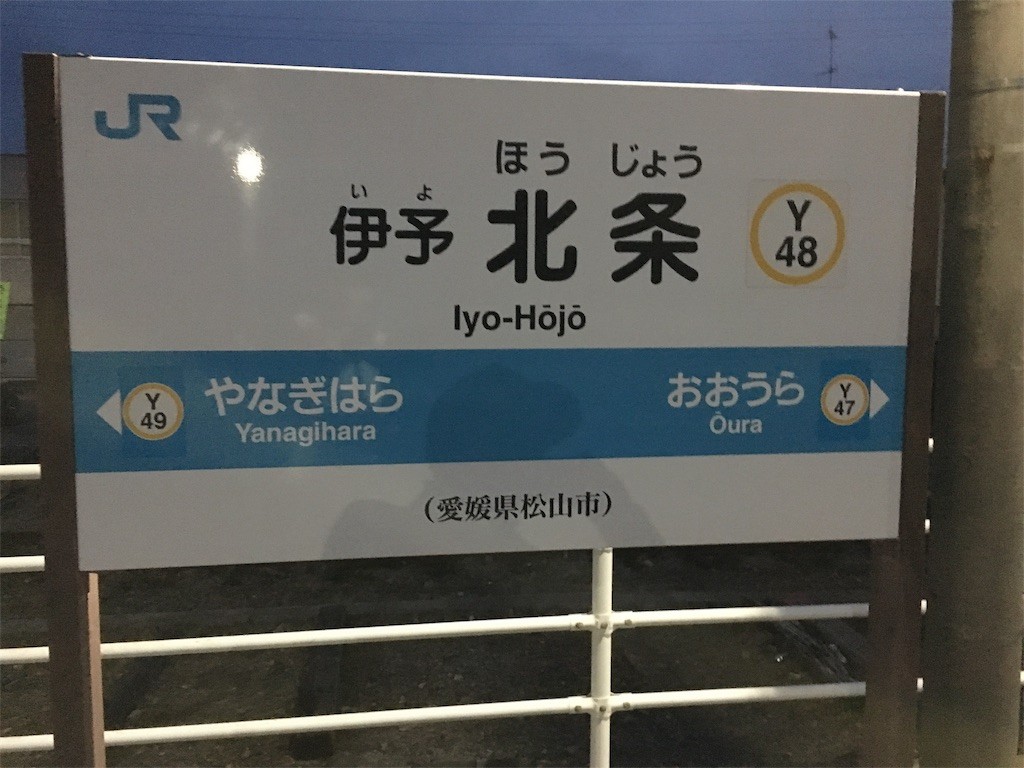 JR
ほう じょう
い よ
伊予 北条
Y
48
Iyo-Hōjō
Y
49
やなぎはら
Yanagihara
おおうら
Ôura
Y
47
(愛媛県松山市)